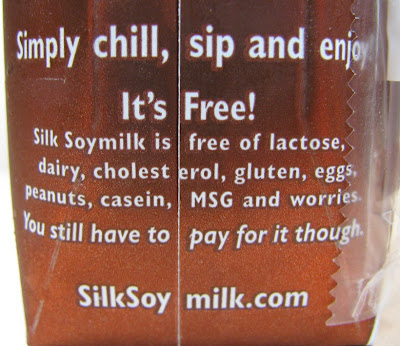 Simply chill, sip and enjoy
It's Free!
Silk Soymilk is free of lactose,
dairy, cholesterol, gluten, eggs,
peanuts, casein, MSG and worries.
You still have to pay for it though.
SilkSoymilk.com